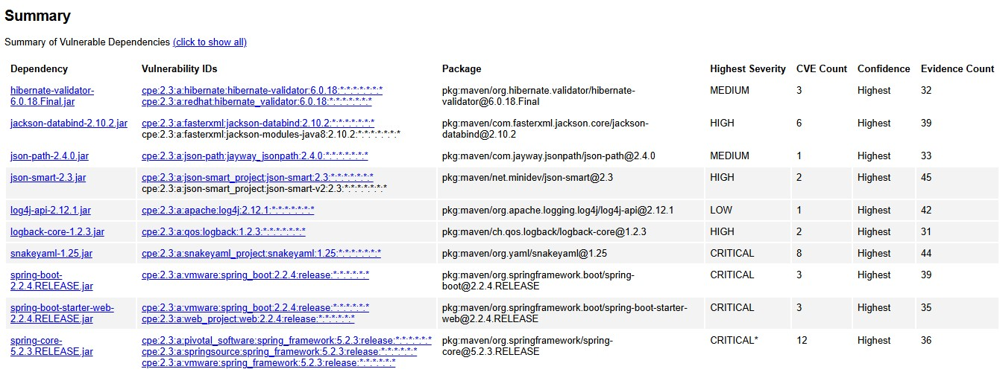 Summary
Summary of Vulnerable Dependencies (click to show all)
Dependency Vulnerability IDs Package Highest Severity CVE Count Confidence Evidence Count
hibernate-validator- cpe:2.3:a:hibernate:hibernate-validator:6.0.18:*:*:*:*:*:*:* pkg:maven/org.hibernate.validator/hibernate- MEDIUM 3 Highest 32
6.0.18.Final.jar cpe:2.3:a:redhat:hibernate_validator:6.0.18:*:*:*:*:*:*:* validator@6.0.18.Final
jackson-databind-2.10.2.jar cpe:2.3:a:fasterxml:jackson-databind:2.10.2:*:*:*:*:*:*:* pkg:maven/com.fasterxml.jackson.core/jackson- HIGH 6 Highest 39
cpe:2.3:a:fasterxml:jackson-modules-java8:2.10.2:*:*:*:*:*:*:* databind@2.10.2
json-path-2.4.0.jar cpe:2.3:a:json-path:jayway_jsonpath:2.4.0:*:*:*:*:*:*:* pkg:maven/com.jayway.jsonpath/json-path@2.4.0 MEDIUM 1 Highest 33
json-smart-2.3.jar cpe:2.3:a:json-smart_project:json-smart:2.3:*:*:*:*:*:*:* pkg:maven/net.minidev/json-smart@2.3 HIGH 2 Highest 45
cpe:2.3:a:json-smart_project:json-smart-v2:2.3:*:*:*:*:*:*:*
log4j-api-2.12.1.jar cpe:2.3:a:apache:log4j:2.12.1:*:*:*:*:*:*:* pkg:maven/org.apache.logging.log4j/log4j-api@2.12.1 LOW 1 Highest 42
logback-core-1.2.3.jar cpe:2.3:a:qos:logback:1.2.3:*:*:*:*:*:*:* pkg:maven/ch.qos.logback/logback-core@1.2.3 HIGH 2 Highest 31
snakeyaml-1.25.jar cpe:2.3:a:snakeyaml_project:snakeyaml:1.25:*:*:*:*:*:*:* pkg:maven/org.yaml/snakeyaml@1.25 CRITICAL 8 Highest 44
spring-boot- cpe:2.3:a:vmware:spring_boot:2.2.4:release:*:*:*:*:*:* pkg:maven/org.springframework.boot/spring- CRITICAL 3 Highest 39
2.2.4.RELEASE.jar boot@2.2.4.RELEASE
spring-boot-starter-web- cpe:2.3:a:vmware:spring_boot:2.2.4:release:*:*:*:*:*:* pkg:maven/org.springframework.boot/spring-boot-starter- CRITICAL 3 Highest 35
2.2.4.RELEASE.jar cpe:2.3:a:web_project:web:2.2.4:release:*:*:*:*:*:* web@2.2.4.RELEASE
spring-core- cpe:2.3:a:pivotal_software:spring_framework:5.2.3:release:*:*:*:*:*:* pkg:maven/org.springframework/spring- CRITICAL* 12 Highest 36
5.2.3.RELEASE.jar cpe:2.3:a:springsource:spring_framework:5.2.3:release:*:*:*:*:*:* core@5.2.3.RELEASE
cpe:2.3:a:vmware:spring_framework:5.2.3:release:*:*:*:*:*:*